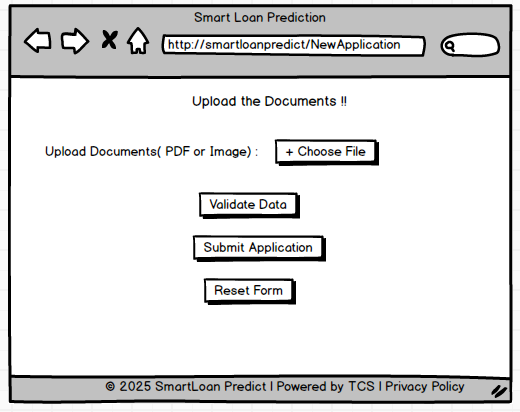 Smart Loan Prediction
http://smartloanpredict/NewApplication
Upload the Documents !!
Upload Documents( PDF or Image) : + Choose File
Validate Data
Submit Application
Reset Form
© 2025 SmartLoan Predict | Powered by TCS | Privacy Policy